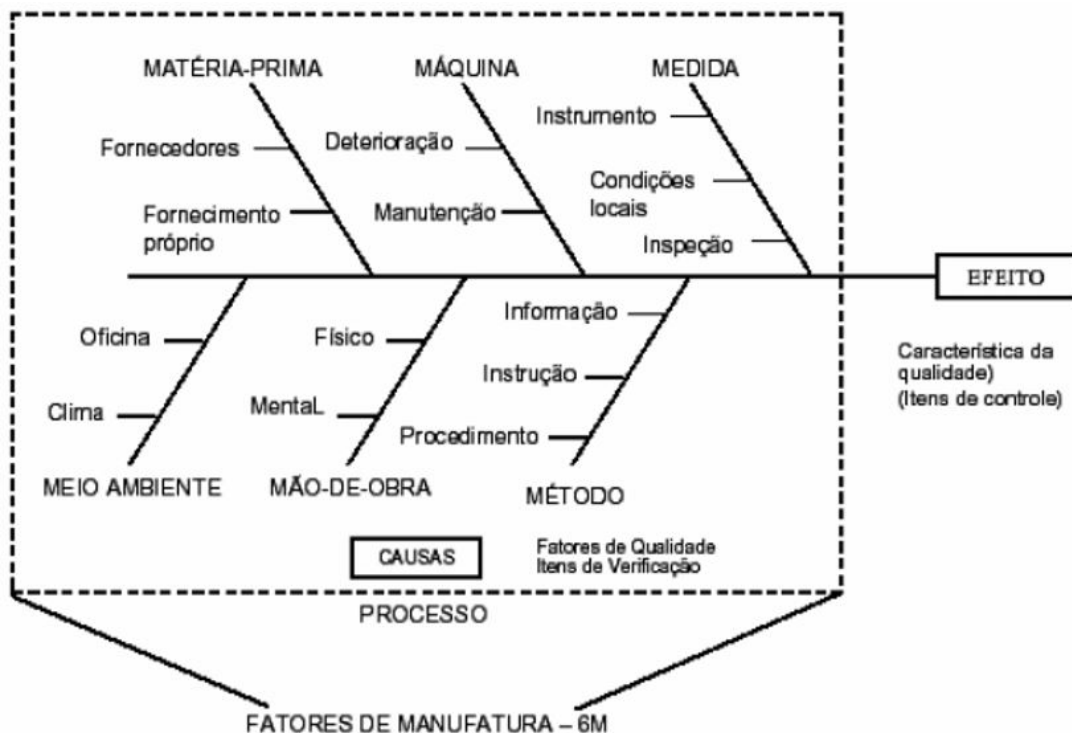 MATÉRIA-PRIMA
MÁQUINA
MEDIDA
Fornecedores
Fornecimento
próprio
Deterioração
Manutenção
Instrumento
Condições
locais
Inspeção
EFEITO
Característica da
qualidade)
(Itens de controle)
Oficina
Clima
MEIO AMBIENTE
Físico
MentaL
MÃO-DE-OBRA
Informação
Instrução
Procedimento
MÉTODO
CAUSAS
Fatores de Qualidade
Itens de Verificação
PROCESSO
FATORES DE MANUFATURA – 6M